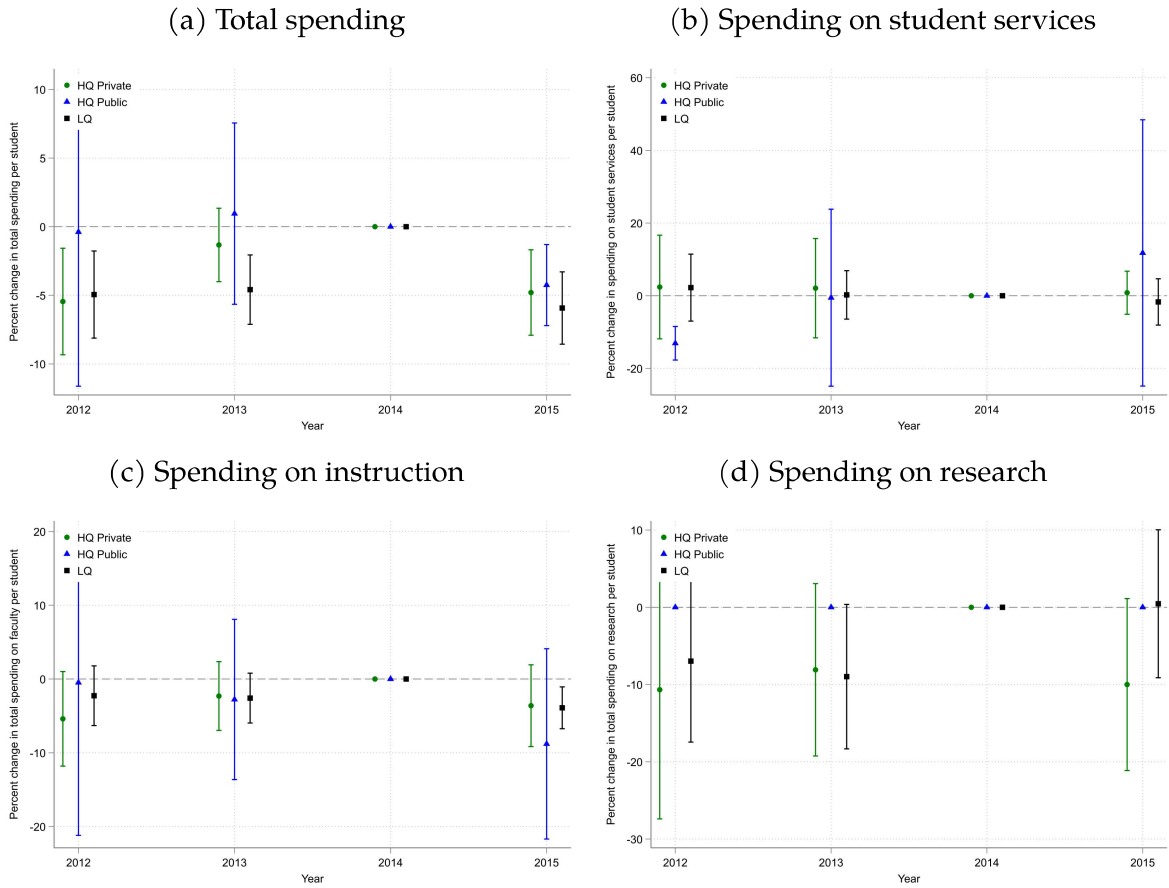 (a) Total spending
Percent change in total spending per student
HQ Private
HQ Public
LQ
10
5
0
-5
-10
2012 2013 2014 2015
Year
(b) Spending on student services
Percent change in spending on student services per student
HQ Private
HQ Public
LQ
60
40
20
0
-20
2012 2013 2014 2015
Year
(c) Spending on instruction
Percent change in total spending on faculty per student
HQ Private
HQ Public
LQ
20
10
0
-10
-20
2012 2013 2014 2015
Year
(d) Spending on research
Percent change in total spending on research per student
HQ Private
HQ Public
LQ
10
0
-10
-20
-30
2012 2013 2014 2015
Year